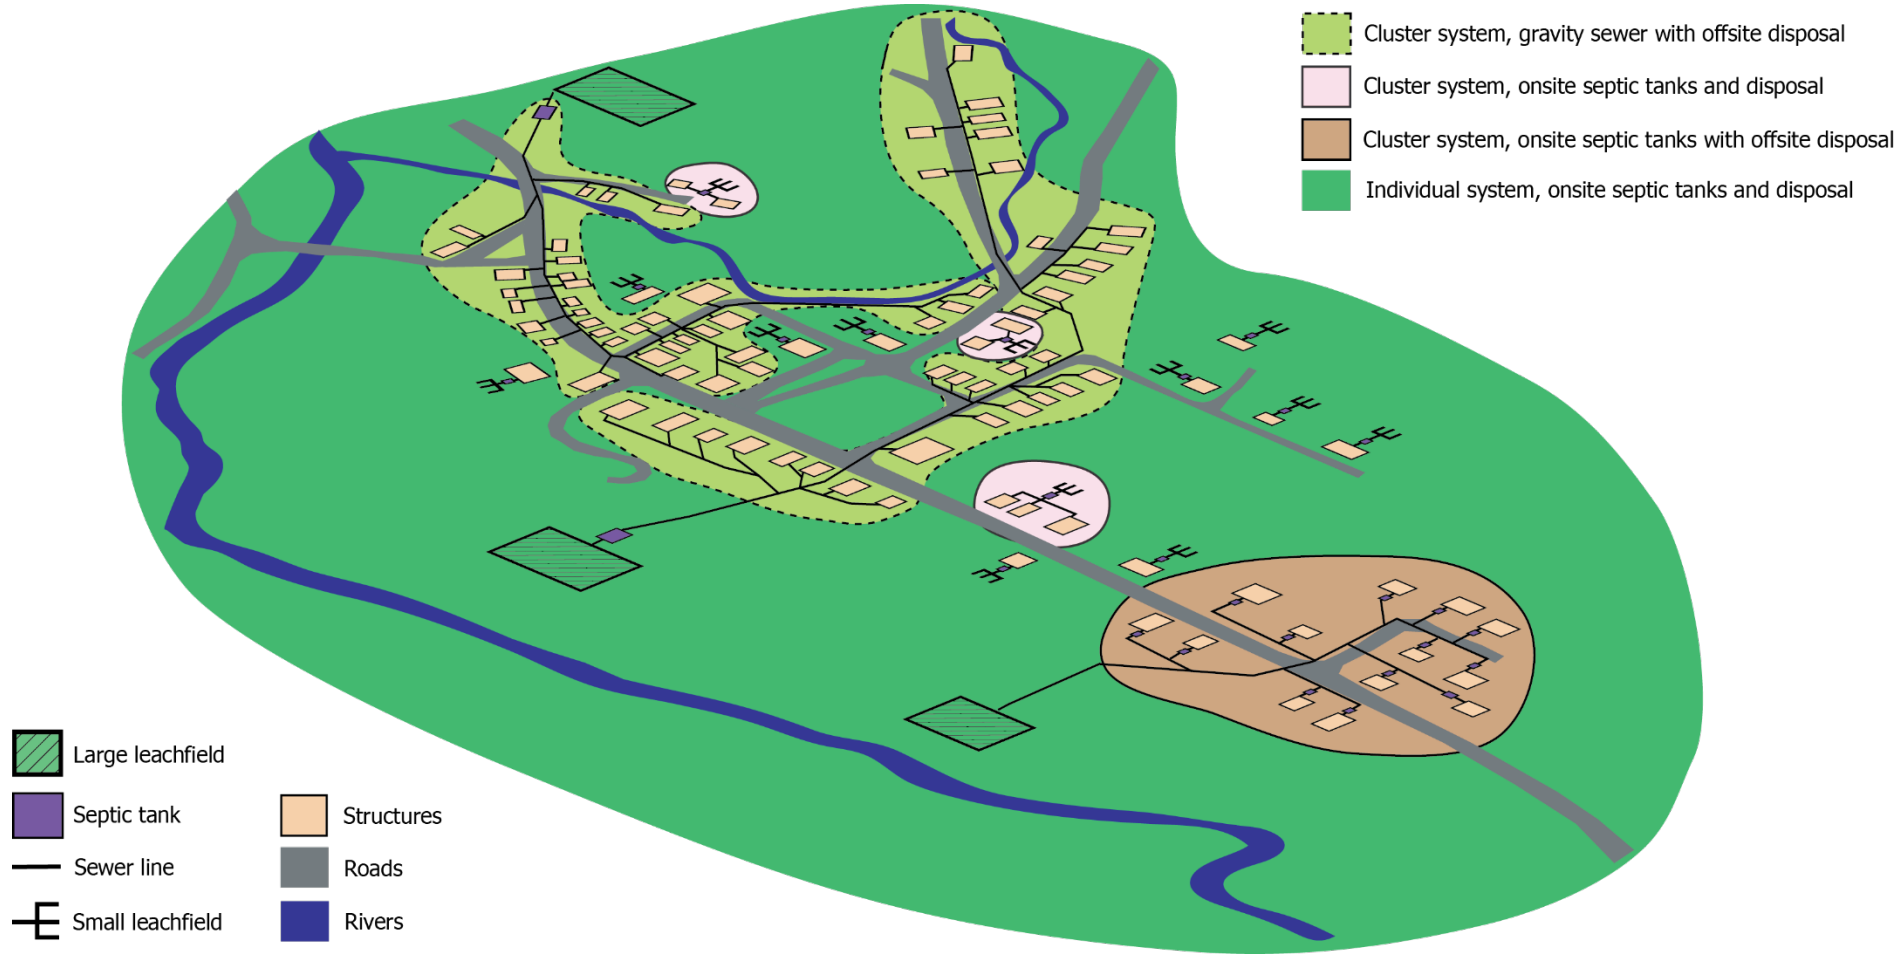 Cluster system, gravity sewer with offsite disposal
Cluster system, onsite septic tanks and disposal
Cluster system, onsite septic tanks with offsite disposal
Individual system, onsite septic tanks and disposal
Large leachfield
Septic tank
Structures
Sewer line
Roads
Small leachfield
Rivers